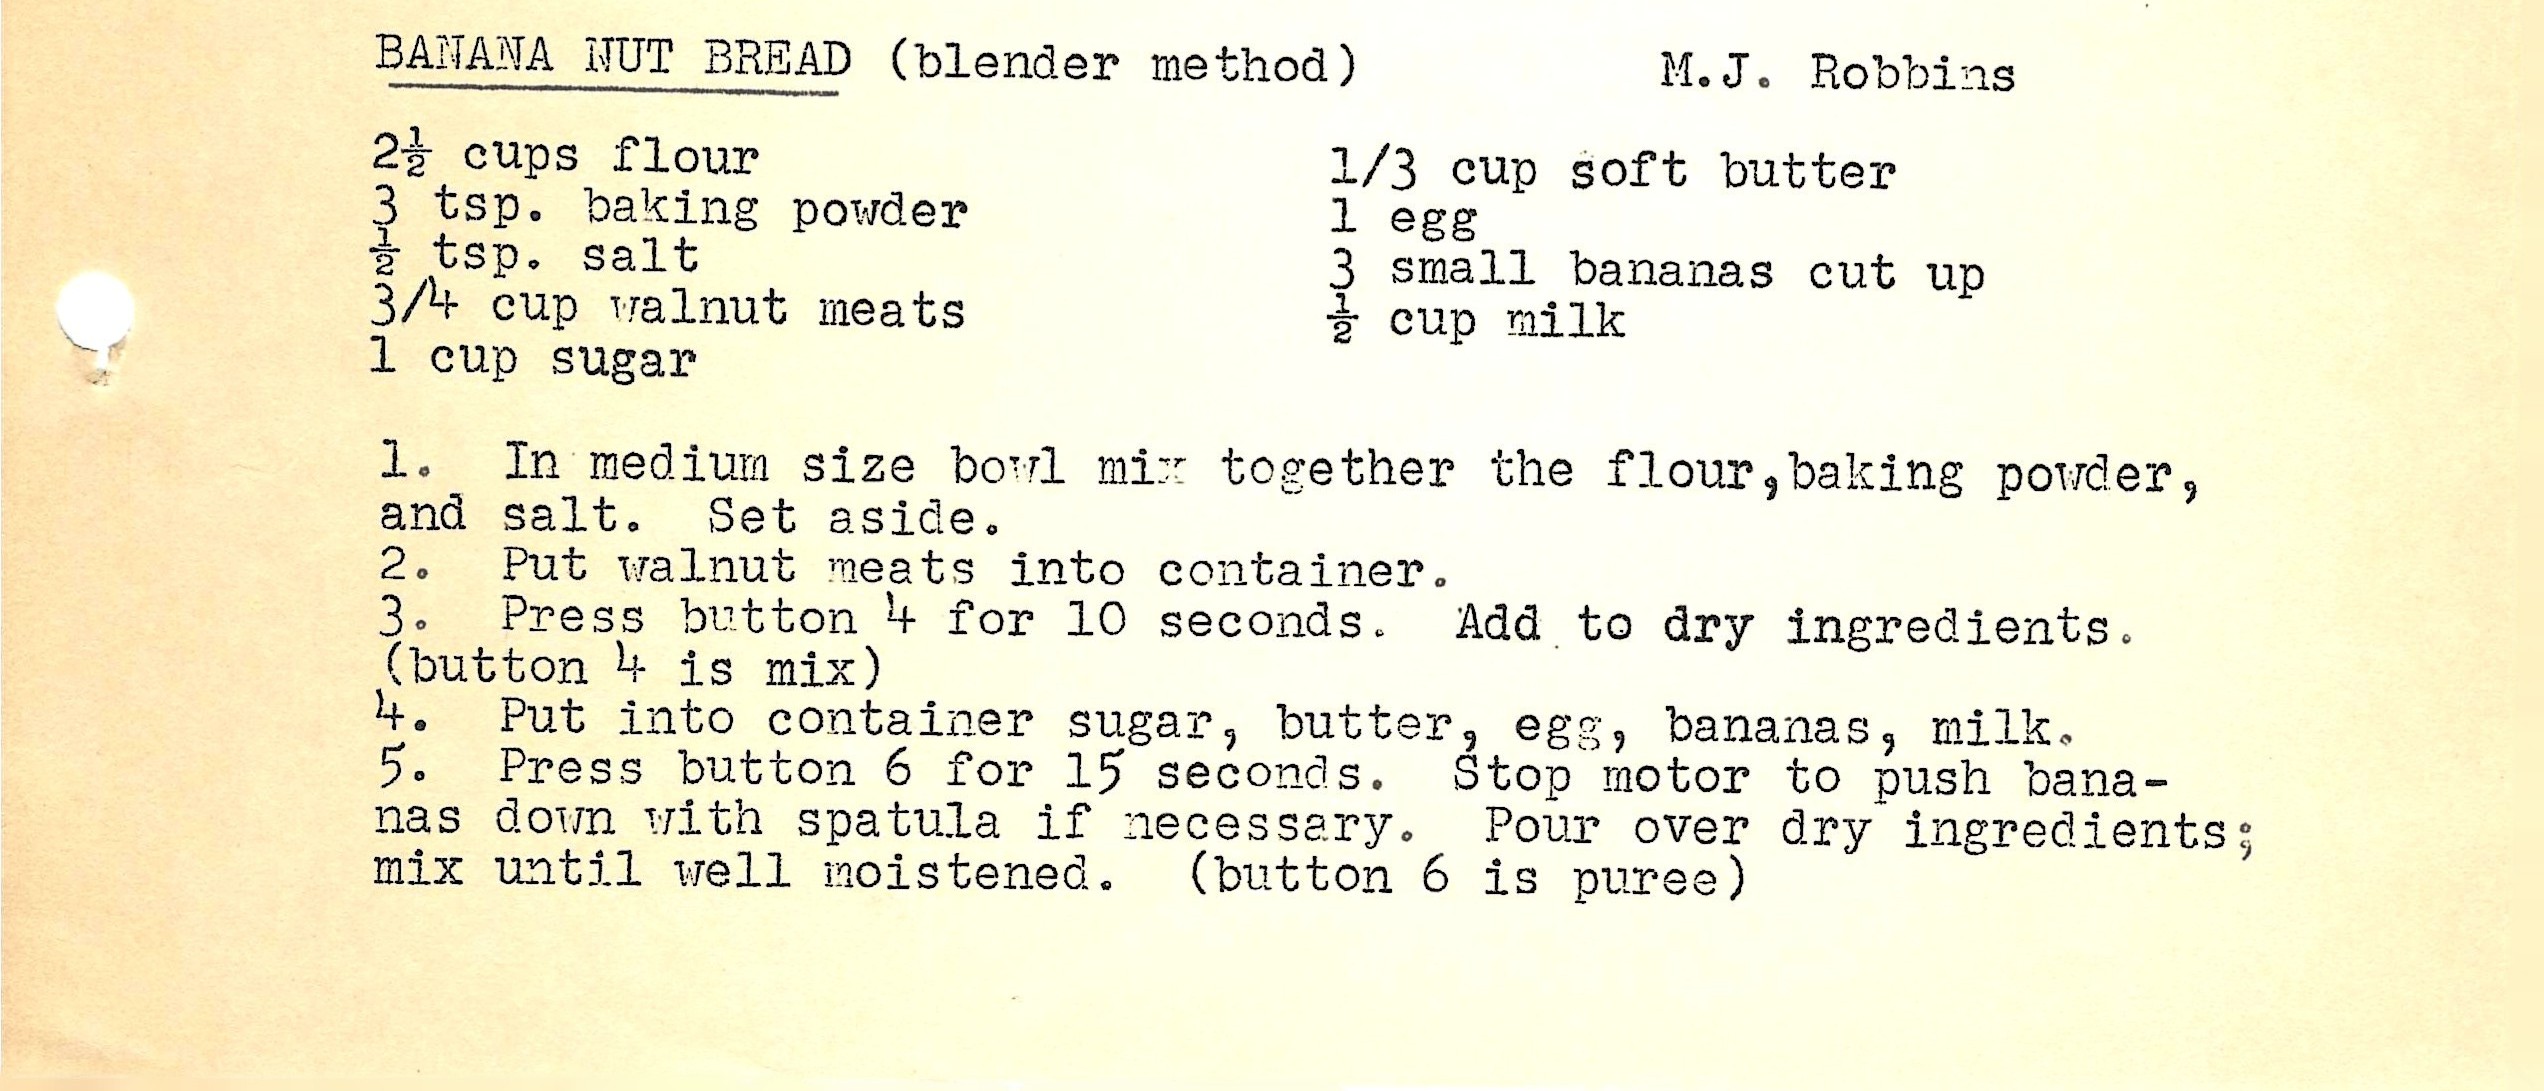 BANANA NUT BREAD (blender method) M.J. Robbins
2½ cups flour 1/3 cup soft butter
3 tsp. baking powder 1 egg
½ tsp. salt 3 small bananas cut up
3/4 cup walnut meats ½ cup milk
1 cup sugar
1. In medium size bowl mix together the flour,baking powder,
and salt. Set aside.
2. Put walnut meats into container.
3. Press button 4 for 10 seconds. Add to dry ingredients.
(button 4 is mix)
4. Put into container sugar, butter, egg, bananas, milk.
5. Press button 6 for 15 seconds. Stop motor to push bana-
nas down with spatula if necessary. Pour over dry ingredients;
mix until well moistened. (button 6 is puree)